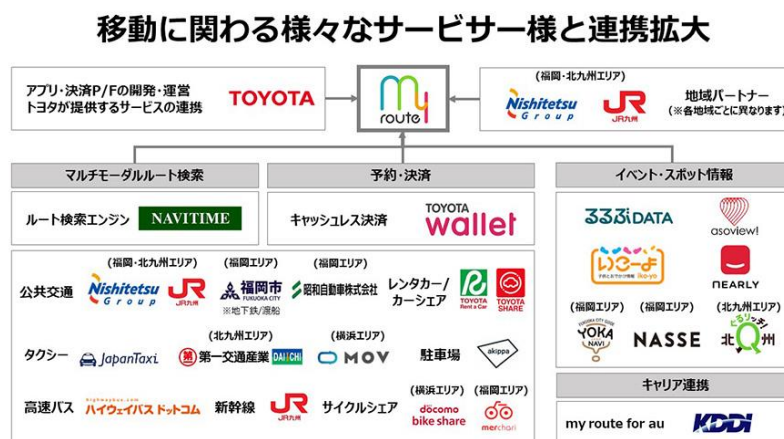 移動に関わる様々なサービサー様と連携拡大
アプリ・決済P/Fの開発・運営
トヨタが提供するサービスの連携
TOYOTA
my route
(福岡・北九州エリア)
Nishitetsu Group
JR JR九州
地域パートナー
(※各地域ごとに異なります)
マルチモーダルルート検索
予約・決済
イベント・スポット情報
ルート検索エンジン
NAVITIME
キャッシュレス決済
TOYOTA wallet
るるぶDATA
asoview!
いこーよ
iko-yo
NEARLY
(福岡エリア)
YOKA NAVI
(福岡エリア)
NASSE
(北九州エリア)
ぐるリッチ!
北Q州
公共交通
(福岡・北九州エリア)
Nishitetsu Group
JR JR九州
(福岡エリア)
福岡市
FUKUOKA CITY
※地下鉄/渡船
(福岡エリア)
昭和自動車株式会社
レンタカー/
カーシェア
TOYOTA Rent a Car
TOYOTA SHARE
タクシー
JapanTaxi
(北九州エリア)
第一交通産業
DAIICHI
(横浜エリア)
MOV
駐車場
akippa
高速バス
highwaybus.com
ハイウェイバスドットコム
新幹線
JR JR九州
サイクルシェア
(横浜エリア)
docomo
bike share
(福岡エリア)
merchari
キャリア連携
my route for au
KDDI